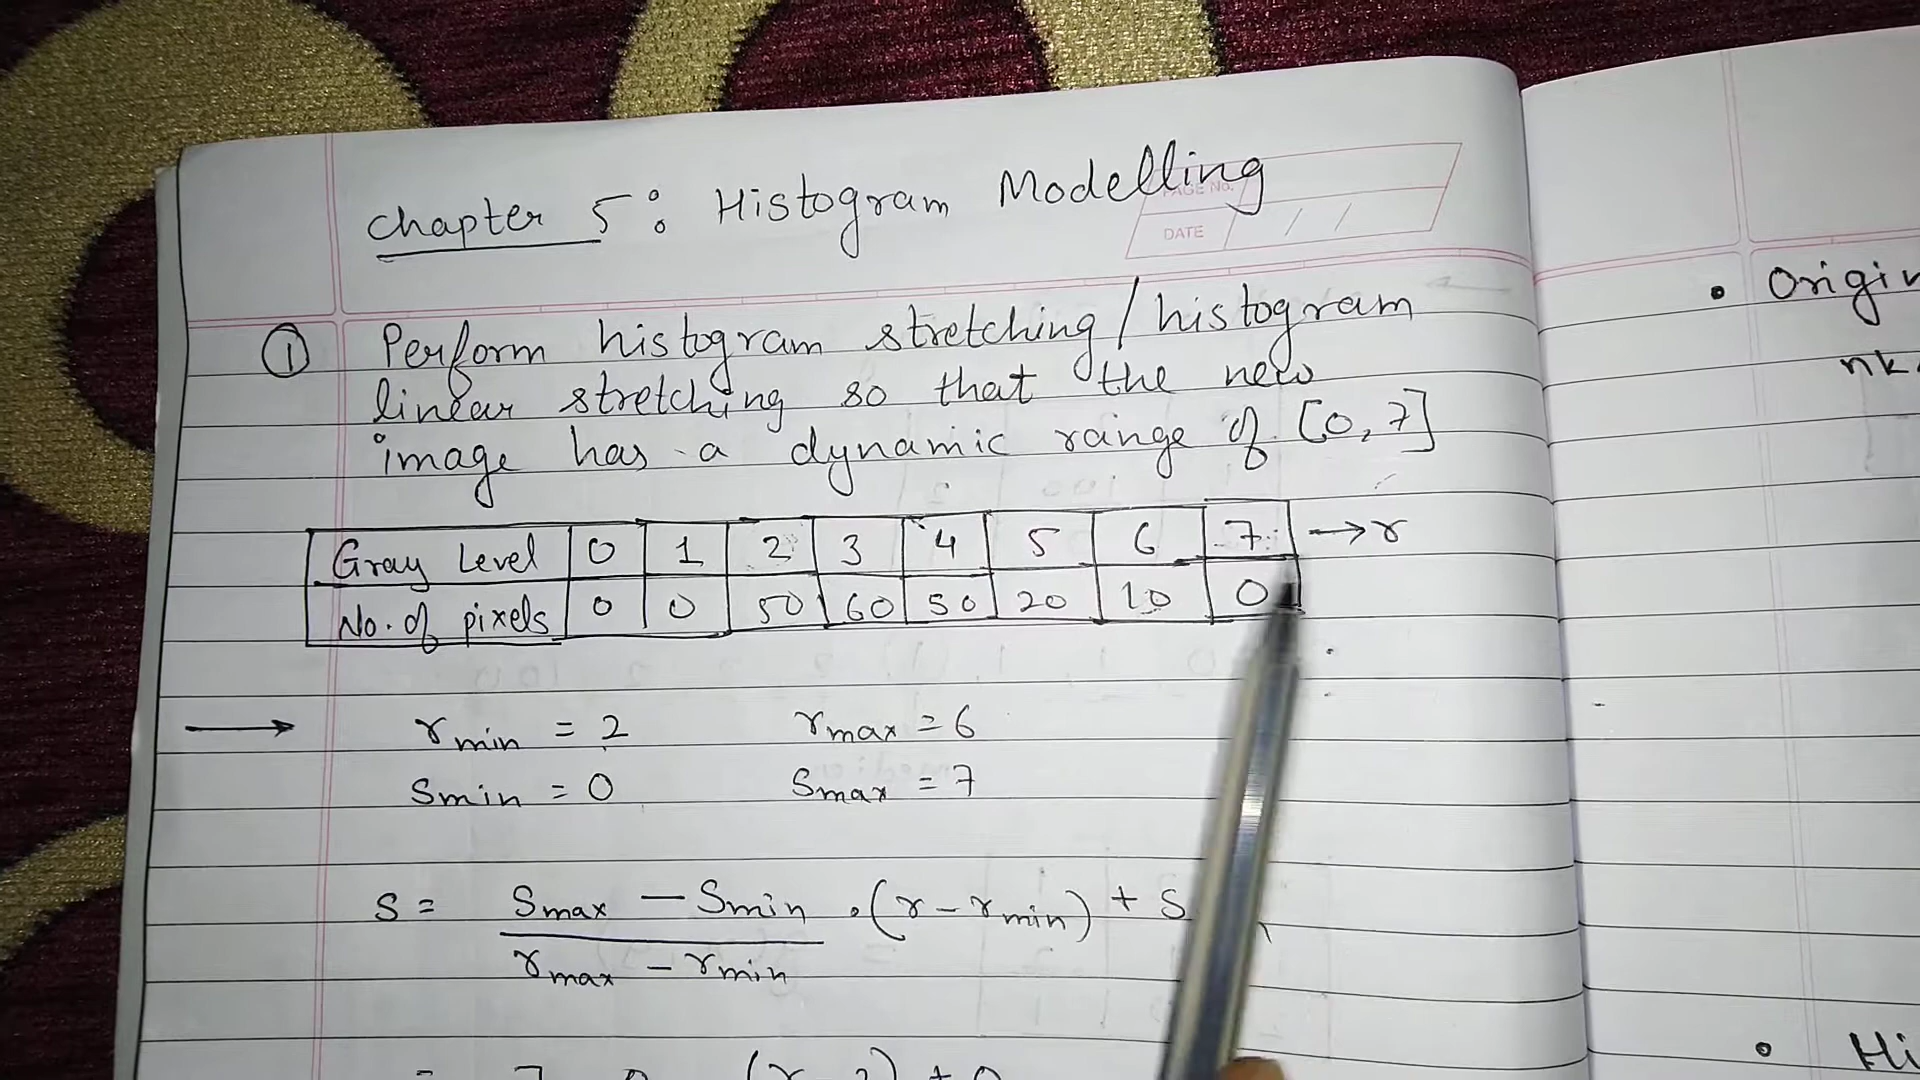 Chapter 5: Histogram Modelling
PAGE No.
DATE / /
① Perform histogram stretching / histogram
linear stretching so that the new
image has a dynamic range of [0, 7]
Gray Level 0 1 2 3 4 5 6 7 → r
No. of pixels 0 0 50 60 50 20 10 0
→ rmin = 2 rmax = 6
Smin = 0 Smax = 7
S = Smax - Smin . (r - rmin) + S
rmax - rmin
• Origin
nk
• Hi